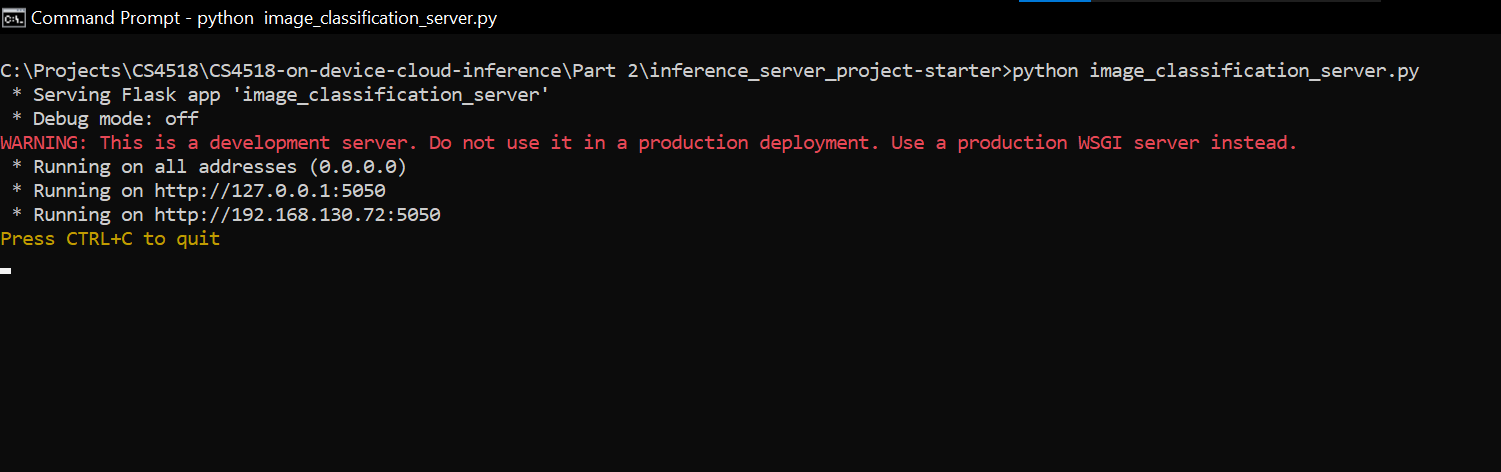 C:\. Command Prompt - python  image_classification_server.py
C:\Projects\CS4518\CS4518-on-device-cloud-inference\Part 2\inference_server_project-starter>python image_classification_server.py
 * Serving Flask app 'image_classification_server'
 * Debug mode: off
WARNING: This is a development server. Do not use it in a production deployment. Use a production WSGI server instead.
 * Running on all addresses (0.0.0.0)
 * Running on http://127.0.0.1:5050
 * Running on http://192.168.130.72:5050
Press CTRL+C to quit